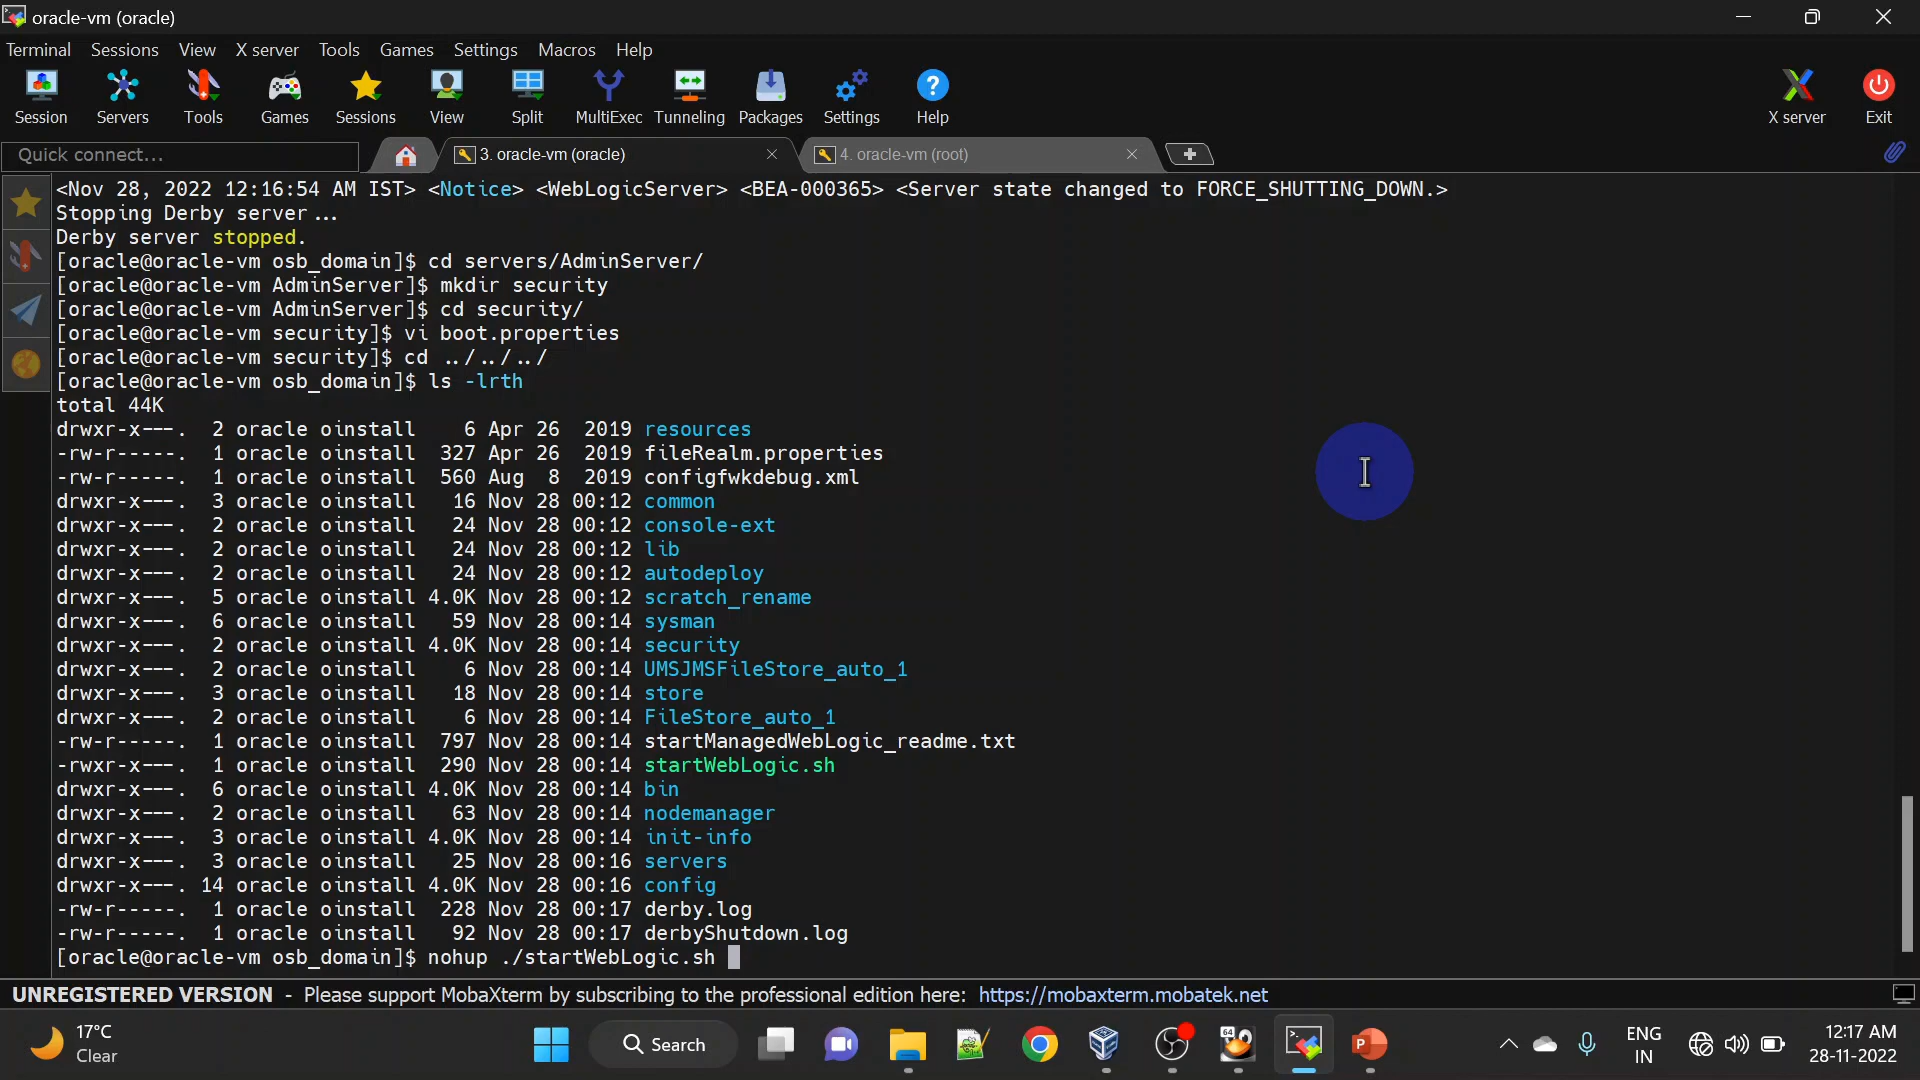 oracle-vm (oracle)
Terminal Sessions View X server Tools Games Settings Macros Help
Session Servers Tools Games Sessions View Split MultiExec Tunneling Packages Settings Help X server Exit
Quick connect... 3. oracle-vm (oracle) 4. oracle-vm (root)
<Nov 28, 2022 12:16:54 AM IST> <Notice> <WebLogicServer> <BEA-000365> <Server state changed to FORCE_SHUTTING_DOWN.>
Stopping Derby server...
Derby server stopped.
[oracle@oracle-vm osb_domain]$ cd servers/AdminServer/
[oracle@oracle-vm AdminServer]$ mkdir security
[oracle@oracle-vm AdminServer]$ cd security/
[oracle@oracle-vm security]$ vi boot.properties
[oracle@oracle-vm security]$ cd ../../../
[oracle@oracle-vm osb_domain]$ ls -lrth
total 44K
drwxr-x---. 2 oracle oinstall 6 Apr 26 2019 resources
-rw-r-----. 1 oracle oinstall 327 Apr 26 2019 fileRealm.properties
-rw-r-----. 1 oracle oinstall 560 Aug 8 2019 configfwkdebug.xml
drwxr-x---. 3 oracle oinstall 16 Nov 28 00:12 common
drwxr-x---. 2 oracle oinstall 24 Nov 28 00:12 console-ext
drwxr-x---. 2 oracle oinstall 24 Nov 28 00:12 lib
drwxr-x---. 2 oracle oinstall 24 Nov 28 00:12 autodeploy
drwxr-x---. 5 oracle oinstall 4.0K Nov 28 00:12 scratch_rename
drwxr-x---. 6 oracle oinstall 59 Nov 28 00:14 sysman
drwxr-x---. 2 oracle oinstall 4.0K Nov 28 00:14 security
drwxr-x---. 2 oracle oinstall 6 Nov 28 00:14 UMSJMSFileStore_auto_1
drwxr-x---. 3 oracle oinstall 18 Nov 28 00:14 store
drwxr-x---. 2 oracle oinstall 6 Nov 28 00:14 FileStore_auto_1
-rw-r-----. 1 oracle oinstall 797 Nov 28 00:14 startManagedWebLogic_readme.txt
-rwxr-x---. 1 oracle oinstall 290 Nov 28 00:14 startWebLogic.sh
drwxr-x---. 6 oracle oinstall 4.0K Nov 28 00:14 bin
drwxr-x---. 2 oracle oinstall 63 Nov 28 00:14 nodemanager
drwxr-x---. 3 oracle oinstall 4.0K Nov 28 00:14 init-info
drwxr-x---. 3 oracle oinstall 25 Nov 28 00:16 servers
drwxr-x---. 14 oracle oinstall 4.0K Nov 28 00:16 config
-rw-r-----. 1 oracle oinstall 228 Nov 28 00:17 derby.log
-rw-r-----. 1 oracle oinstall 92 Nov 28 00:17 derbyShutdown.log
[oracle@oracle-vm osb_domain]$ nohup ./startWebLogic.sh
UNREGISTERED VERSION - Please support MobaXterm by subscribing to the professional edition here: https://mobaxterm.mobatek.net
17°C Search 64 P ENG 12:17 AM
Clear IN 28-11-2022